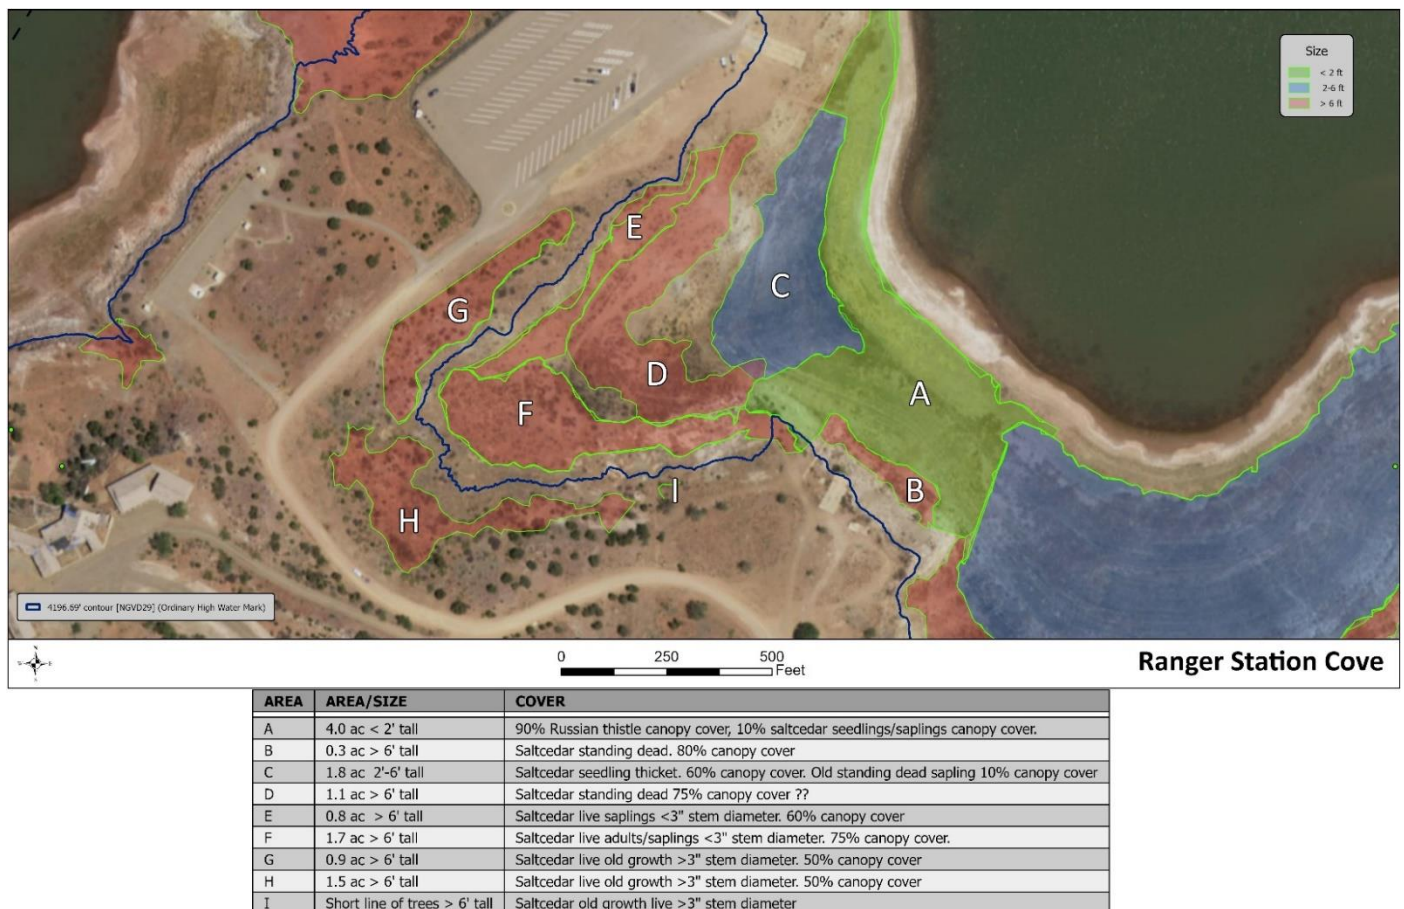 Size
< 2 ft
2-6 ft
> 6 ft
E
C
G
D
A
F
B
I
H
4196.69' contour [NGVD29] (Ordinary High Water Mark)
N
W
E
S
0 250 500
Feet
Ranger Station Cove
AREA AREA/SIZE COVER
A 4.0 ac < 2' tall 90% Russian thistle canopy cover, 10% saltcedar seedlings/saplings canopy cover.
B 0.3 ac > 6' tall Saltcedar standing dead. 80% canopy cover
C 1.8 ac 2'-6' tall Saltcedar seedling thicket. 60% canopy cover. Old standing dead sapling 10% canopy cover
D 1.1 ac > 6' tall Saltcedar standing dead 75% canopy cover ??
E 0.8 ac > 6' tall Saltcedar live saplings <3" stem diameter. 60% canopy cover
F 1.7 ac > 6' tall Saltcedar live adults/saplings <3" stem diameter. 75% canopy cover.
G 0.9 ac > 6' tall Saltcedar live old growth >3" stem diameter. 50% canopy cover
H 1.5 ac > 6' tall Saltcedar live old growth >3" stem diameter. 50% canopy cover
I Short line of trees > 6' tall Saltcedar old growth live >3" stem diameter